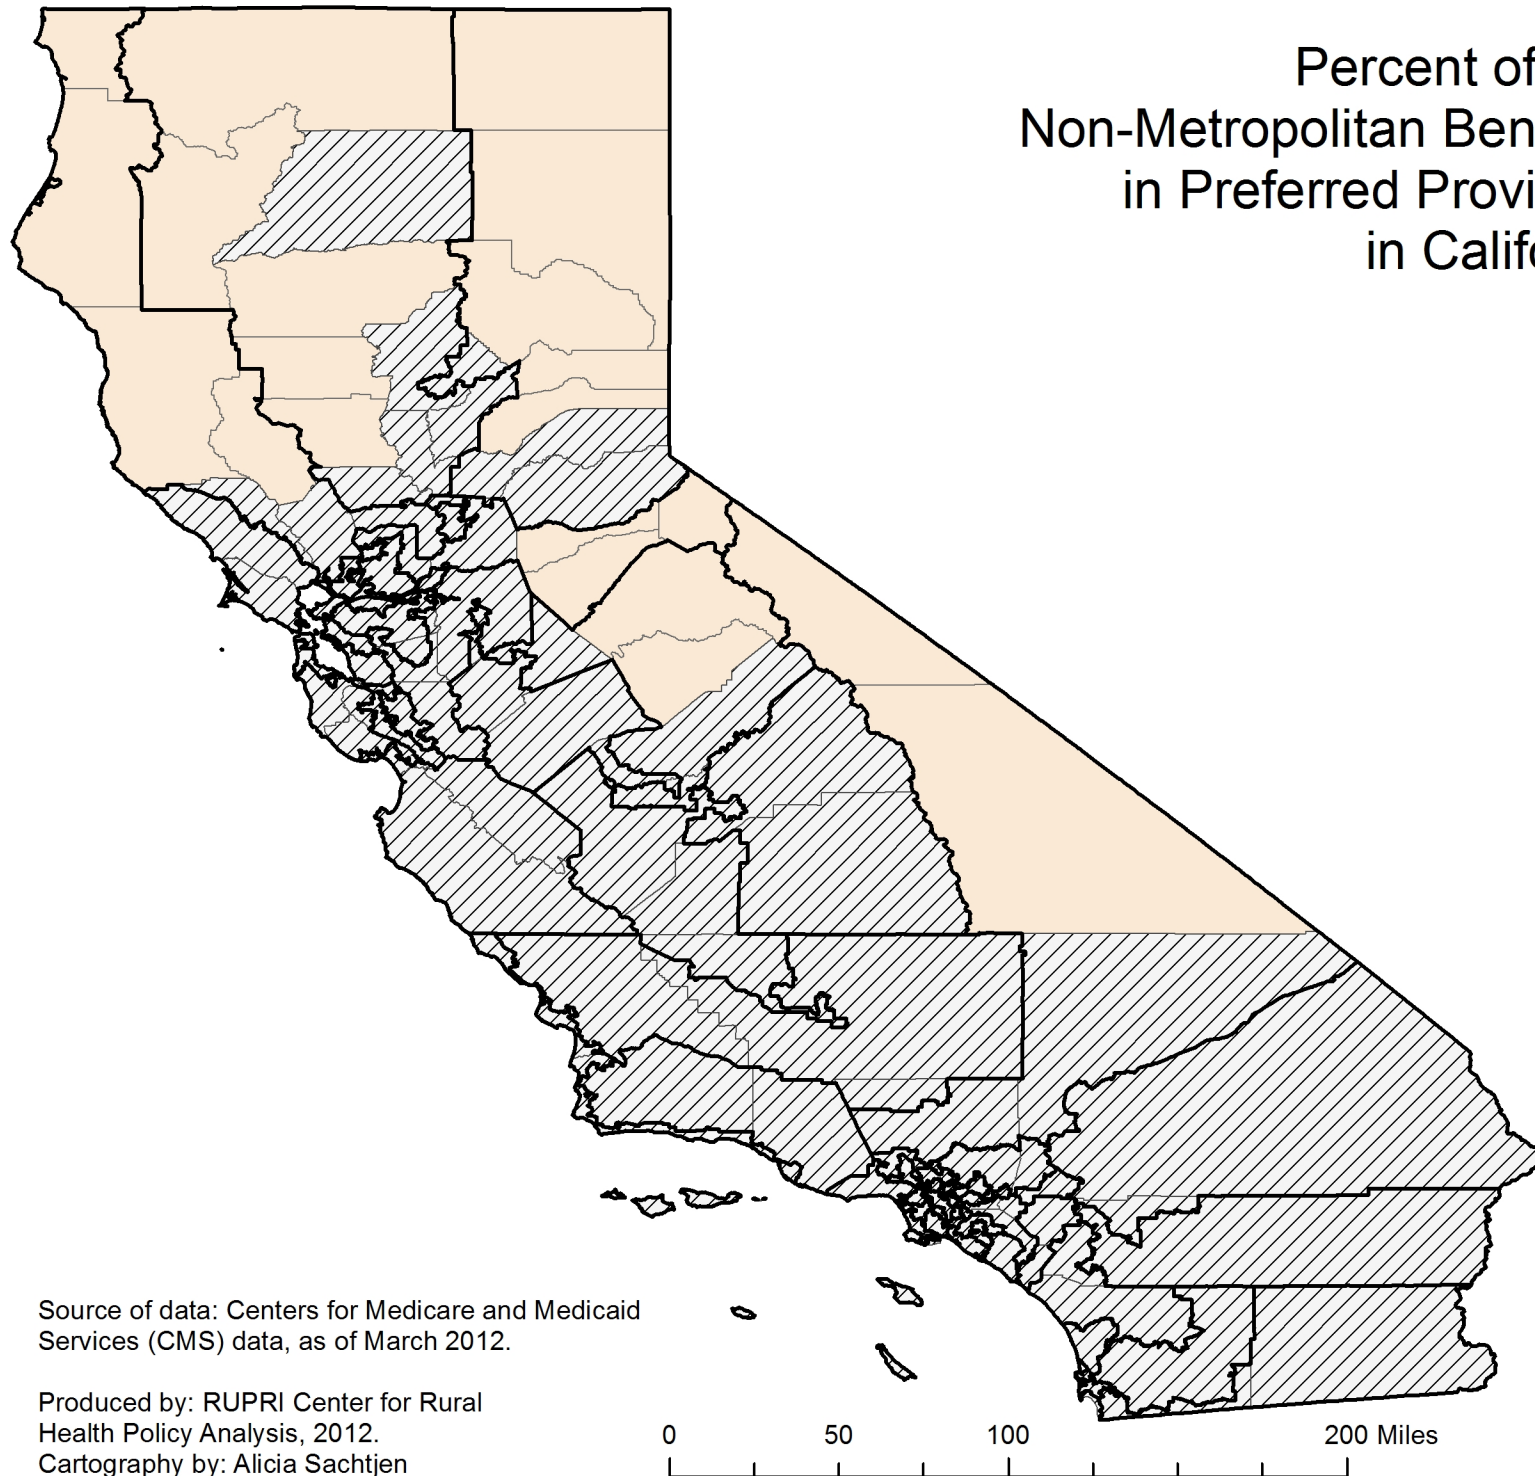 Percent of
Non-Metropolitan Ben
in Preferred Provi
in Califo
Source of data: Centers for Medicare and Medicaid
Services (CMS) data, as of March 2012.
Produced by: RUPRI Center for Rural
Health Policy Analysis, 2012.
Cartography by: Alicia Sachtjen
0 50 100 200 Miles